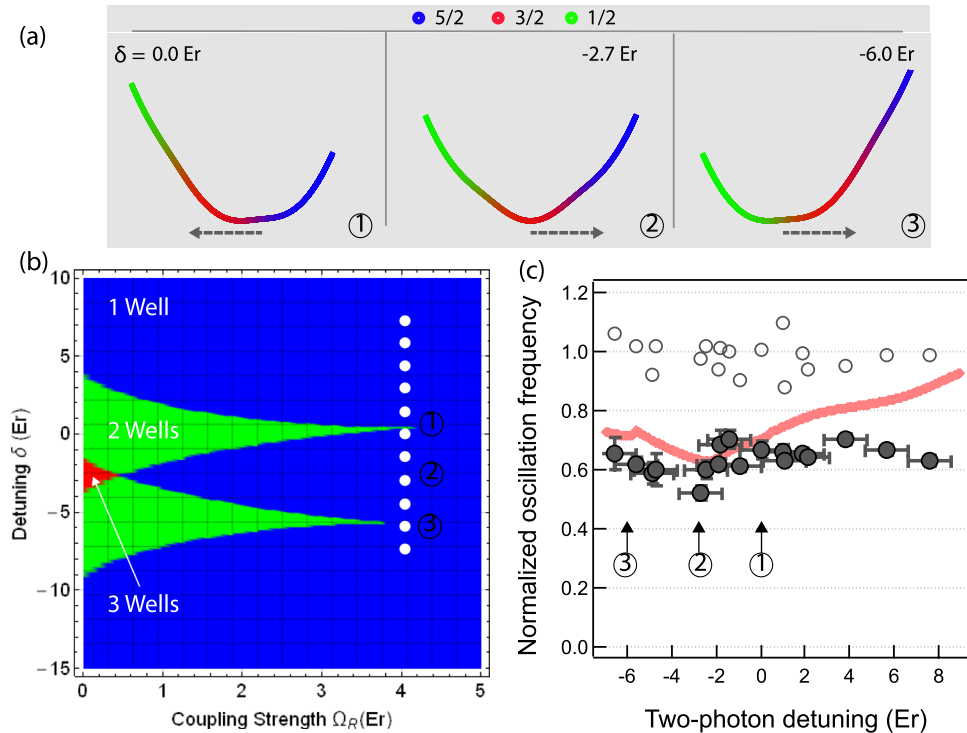 (a)
5/2 3/2 1/2
δ = 0.0 Er -2.7 Er -6.0 Er
1 2 3
(b)
10
5
0
−5
−10
−15
Detuning δ (Er)
1 Well
2 Wells
3 Wells
1
2
3
0 1 2 3 4 5
Coupling Strength Ω_R(Er)
(c)
1.2
1.0
0.8
0.6
0.4
0.2
0.0
Normalized oscillation frequency
3 2 1
-6 -4 -2 0 2 4 6 8
Two-photon detuning (Er)